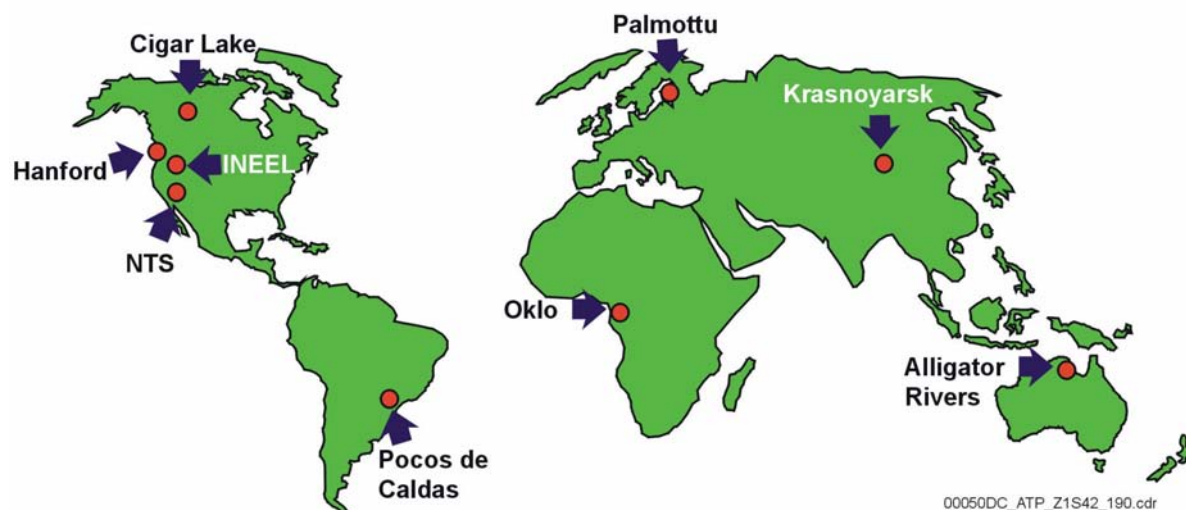 Palmottu
Cigar Lake
Krasnoyarsk
Hanford
INEEL
NTS
Oklo
Alligator
Rivers
Pocos de
Caldas
00050DC_ATP_Z1S42_190.cdr